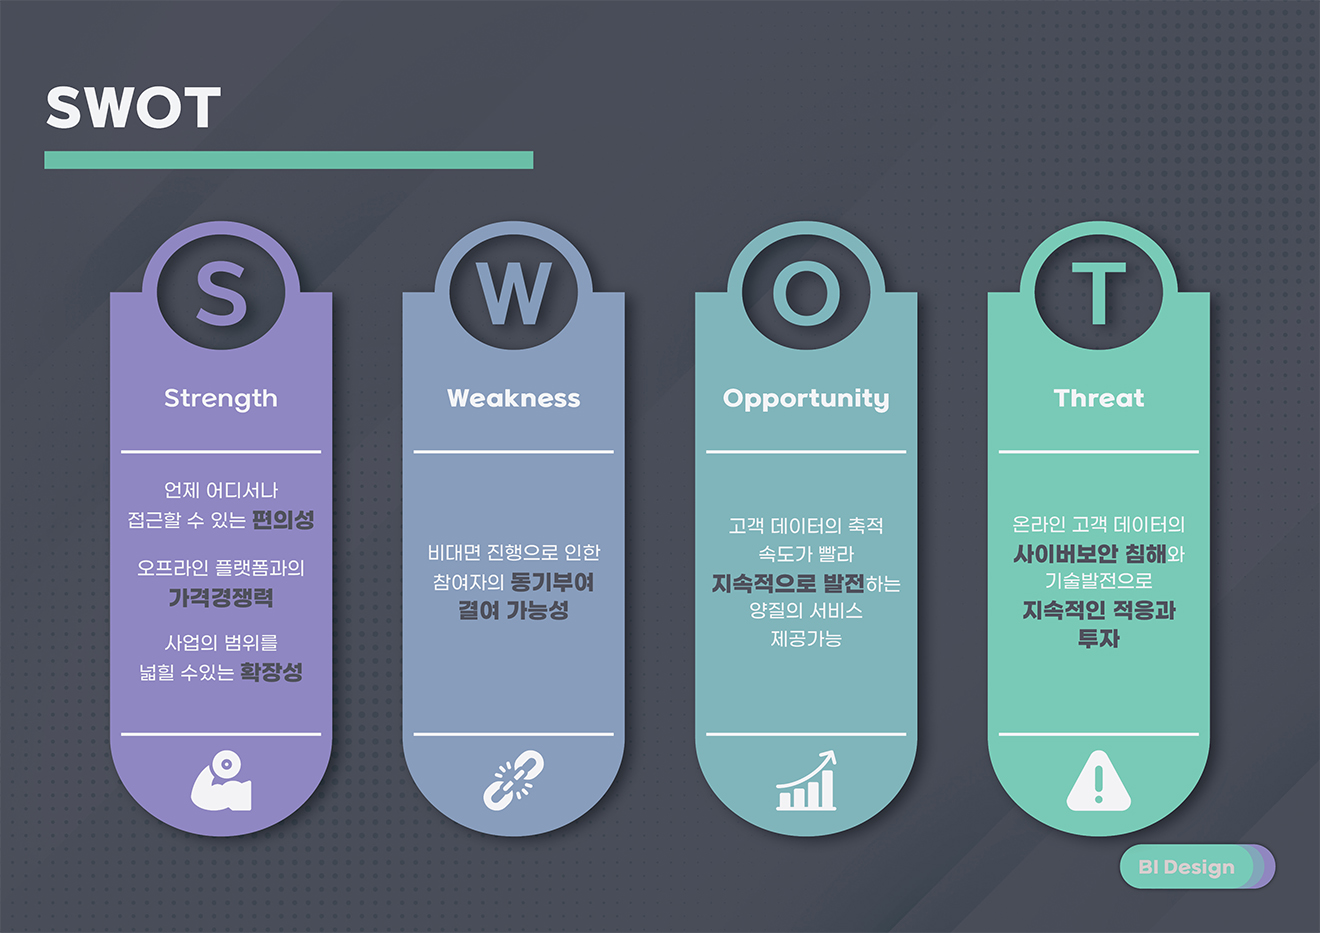 SWOT
S
Strength
언제 어디서나
접근할 수 있는 편의성
오프라인 플랫폼과의
가격경쟁력
사업의 범위를
넓힐 수있는 확장성
W
Weakness
비대면 진행으로 인한
참여자의 동기부여
결여 가능성
O
Opportunity
고객 데이터의 축적
속도가 빨라
지속적으로 발전하는
양질의 서비스
제공가능
T
Threat
온라인 고객 데이터의
사이버보안 침해와
기술발전으로
지속적인 적응과
투자
BI Design